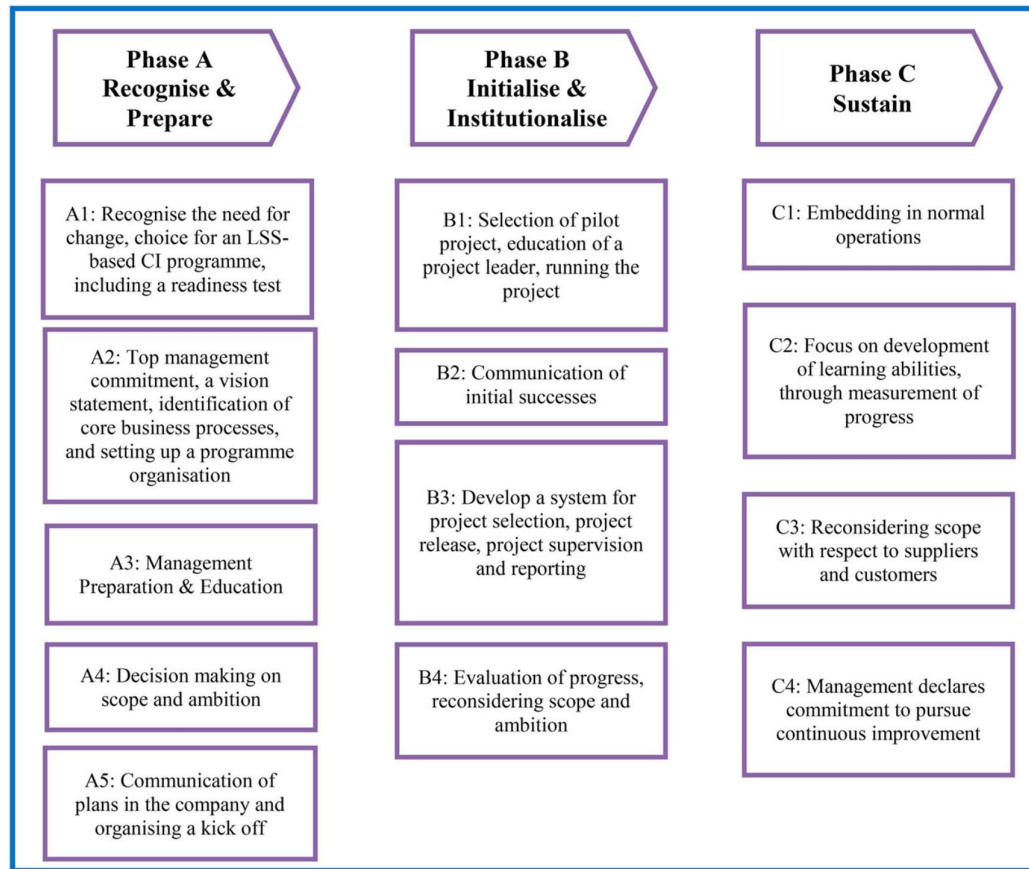 Phase A
Recognise &
Prepare
A1: Recognise the need for
change, choice for an LSS-
based CI programme,
including a readiness test
A2: Top management
commitment, a vision
statement, identification of
core business processes,
and setting up a programme
organisation
A3: Management
Preparation & Education
A4: Decision making on
scope and ambition
A5: Communication of
plans in the company and
organising a kick off
Phase B
Initialise &
Institutionalise
B1: Selection of pilot
project, education of a
project leader, running the
project
B2: Communication of
initial successes
B3: Develop a system for
project selection, project
release, project supervision
and reporting
B4: Evaluation of progress,
reconsidering scope and
ambition
Phase C
Sustain
C1: Embedding in normal
operations
C2: Focus on development
of learning abilities,
through measurement of
progress
C3: Reconsidering scope
with respect to suppliers
and customers
C4: Management declares
commitment to pursue
continuous improvement